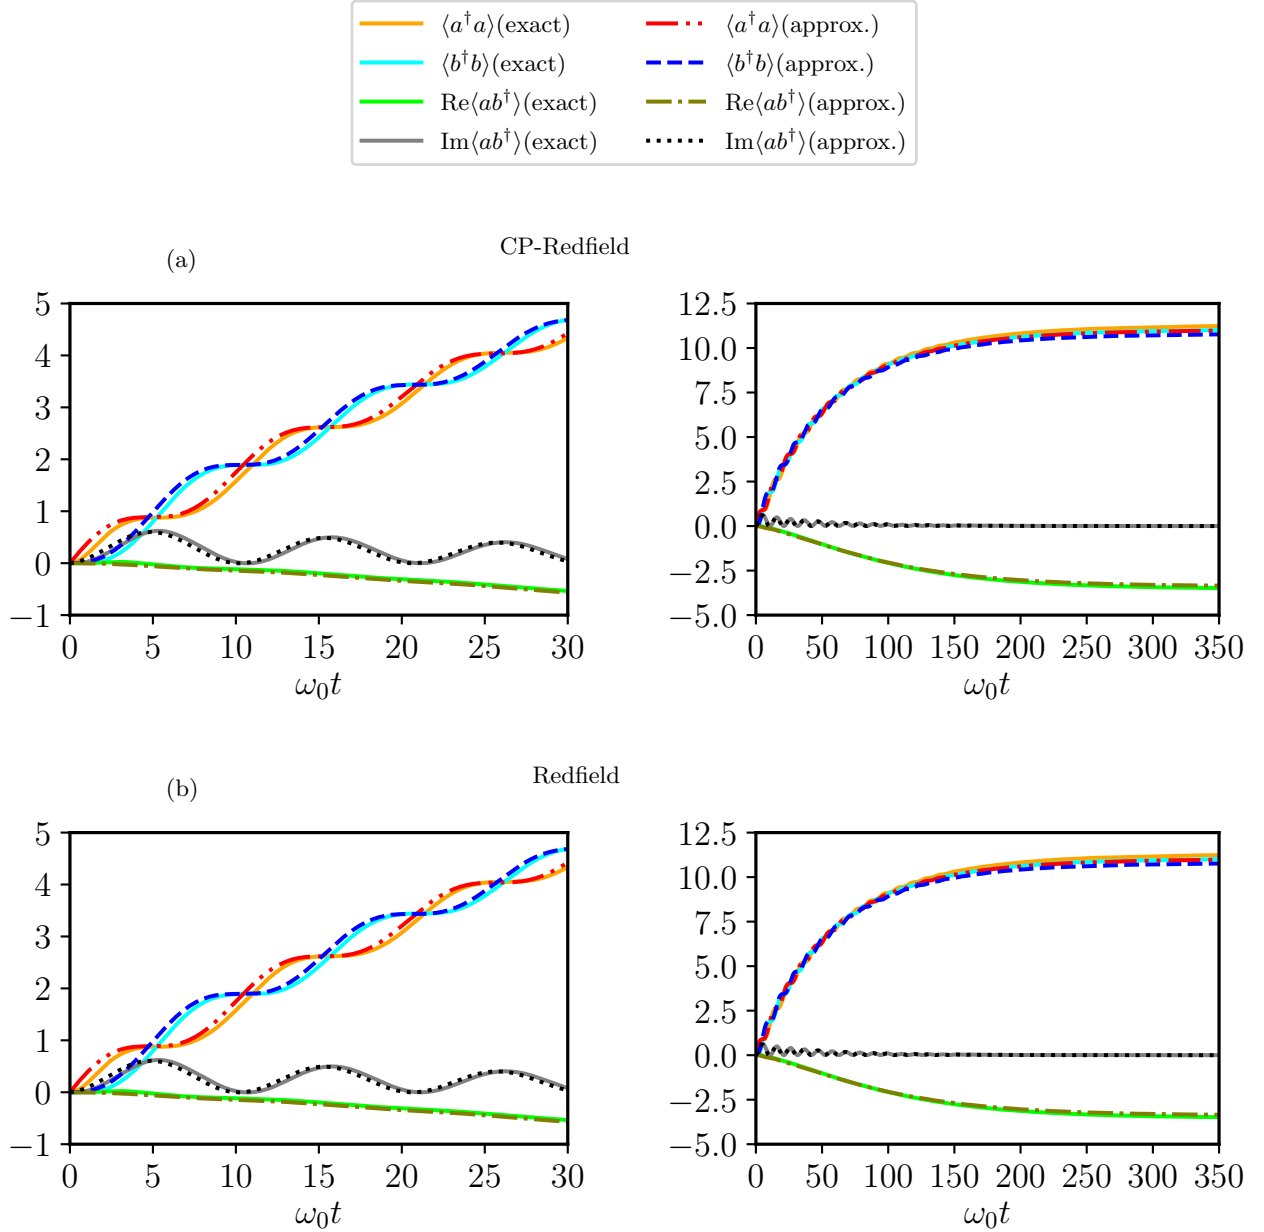 ⟨a†a⟩(exact) ⟨a†a⟩(approx.)
⟨b†b⟩(exact) ⟨b†b⟩(approx.)
Re⟨ab†⟩(exact) Re⟨ab†⟩(approx.)
Im⟨ab†⟩(exact) Im⟨ab†⟩(approx.)
(a) CP-Redfield
5
4
3
2
1
0
−1
0 5 10 15 20 25 30
ω₀t
12.5
10.0
7.5
5.0
2.5
0.0
−2.5
−5.0
0 50 100 150 200 250 300 350
ω₀t
(b) Redfield
5
4
3
2
1
0
−1
0 5 10 15 20 25 30
ω₀t
12.5
10.0
7.5
5.0
2.5
0.0
−2.5
−5.0
0 50 100 150 200 250 300 350
ω₀t